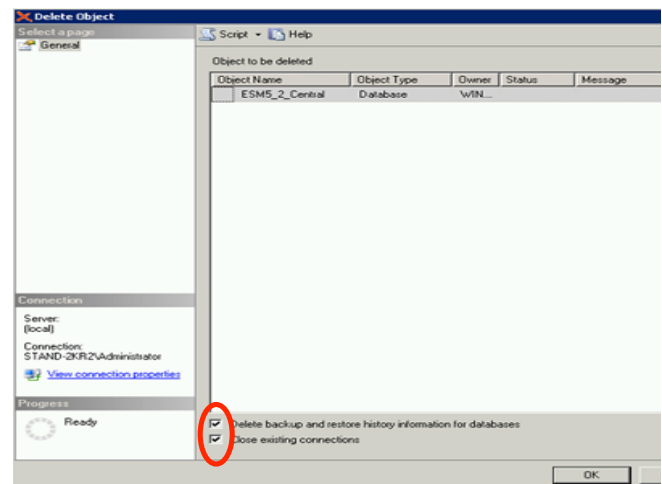 Delete Object
Select a page
General
Script Help
Object to be deleted
Object Name Object Type Owner Status Message
ESM5_2_Central Database WIN...
Connection
Server:
(local)
Connection:
STAND-2KR2\Administrator
View connection properties
Progress
Ready
Delete backup and restore history information for databases
Close existing connections
OK